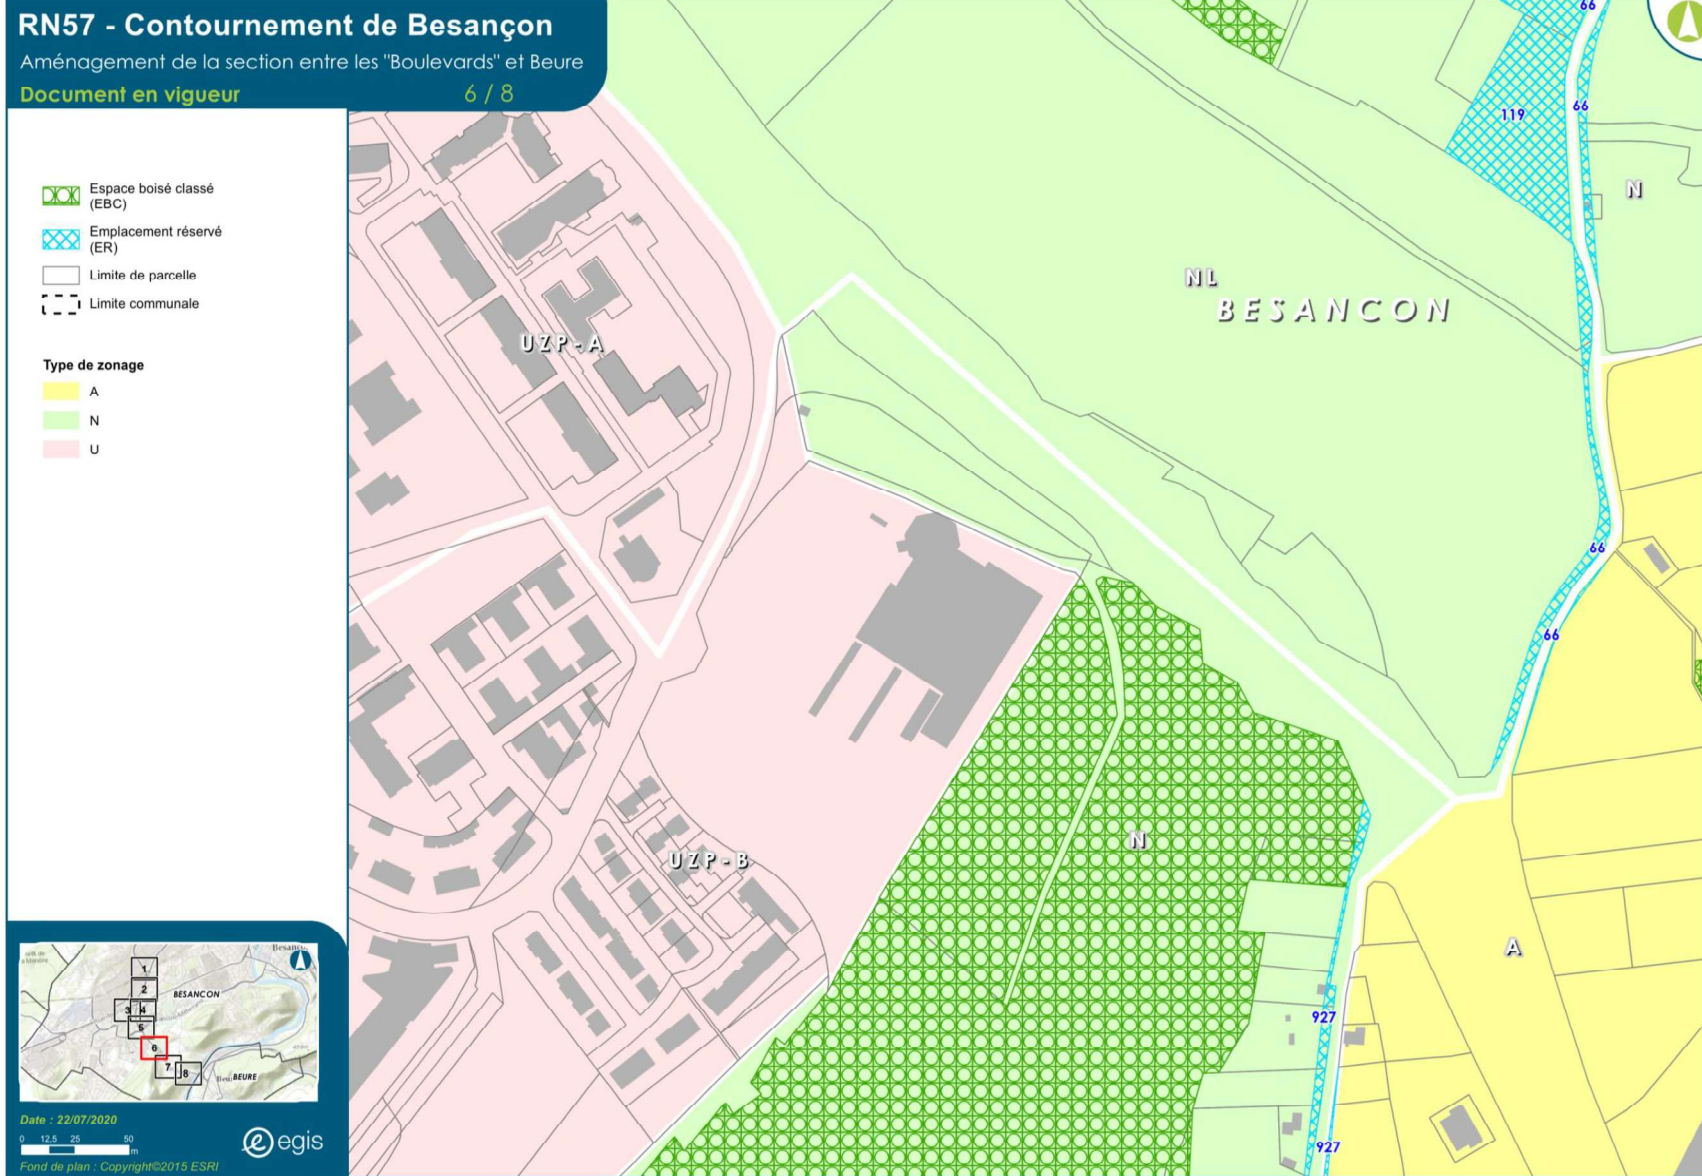 RN57 - Contournement de Besançon
Aménagement de la section entre les "Boulevards" et Beure
Document en vigueur 6 / 8
Espace boisé classé
(EBC)
Emplacement réservé
(ER)
Limite de parcelle
Limite communale
Type de zonage
A
N
U
66
119
66
N
NL
BESANCON
UZP-A
66
66
N
UZP-B
A
927
927
Besanç
1
2
BESANCON
3
4
5
6
7
8
BEURE
Date : 22/07/2020
0 12,5 25 50
m
egis
Fond de plan : Copyright©2015 ESRI